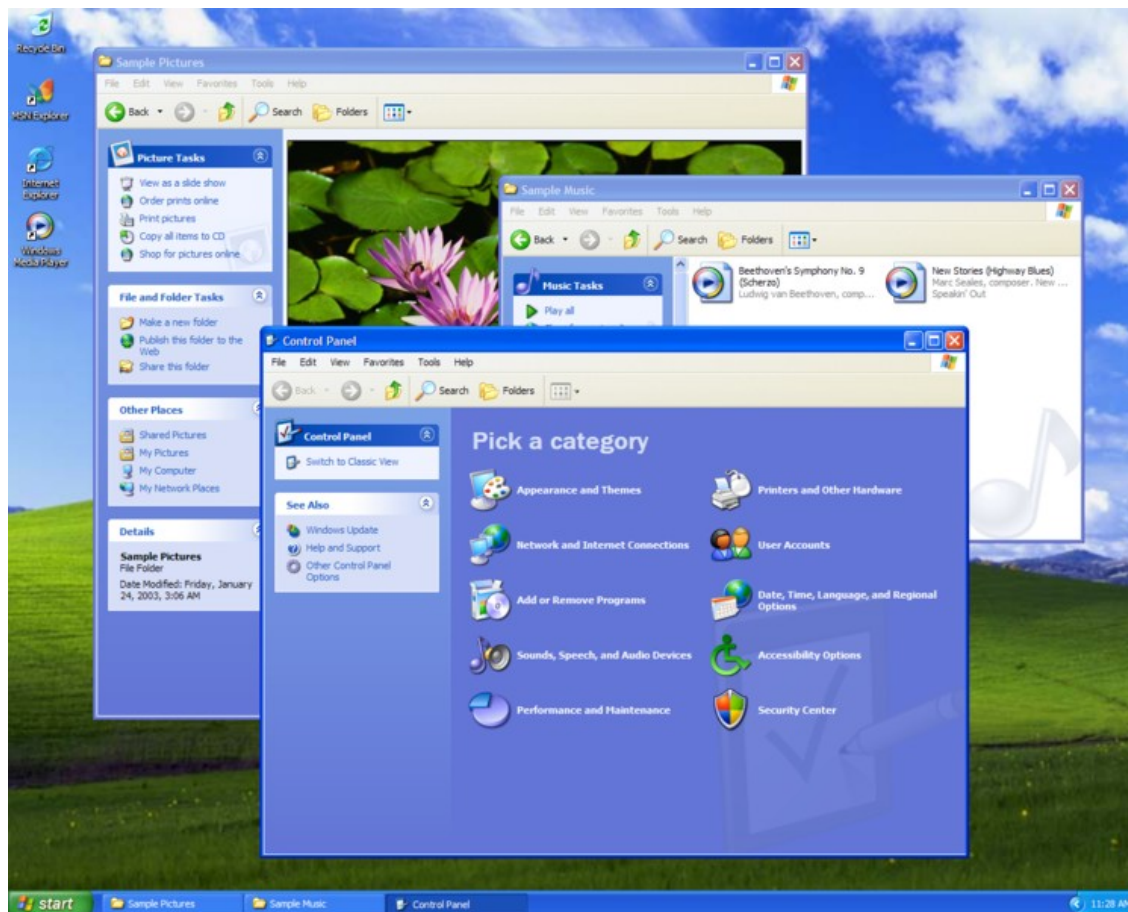 Recycle Bin
MSN Explorer
Internet
Explorer
Windows
Media Player
Sample Pictures
File Edit View Favorites Tools Help
Back Search Folders
Picture Tasks
View as a slide show
Order prints online
Print pictures
Copy all items to CD
Shop for pictures online
File and Folder Tasks
Make a new folder
Publish this folder to the
Web
Share this folder
Other Places
Shared Pictures
My Pictures
My Computer
My Network Places
Details
Sample Pictures
File Folder
Date Modified: Friday, January
24, 2003, 3:06 AM
Sample Music
File Edit View Favorites Tools Help
Back Search Folders
Music Tasks
Play all
Beethoven's Symphony No. 9
(Scherzo)
Ludwig van Beethoven, comp...
New Stories (Highway Blues)
Marc Seales, composer. New ...
Speakin' Out
Control Panel
File Edit View Favorites Tools Help
Back Search Folders
Control Panel
Switch to Classic View
See Also
Windows Update
Help and Support
Other Control Panel
Options
Pick a category
Appearance and Themes
Printers and Other Hardware
Network and Internet Connections
User Accounts
Add or Remove Programs
Date, Time, Language, and Regional
Options
Sounds, Speech, and Audio Devices
Accessibility Options
Performance and Maintenance
Security Center
start Sample Pictures Sample Music Control Panel 11:28 AM